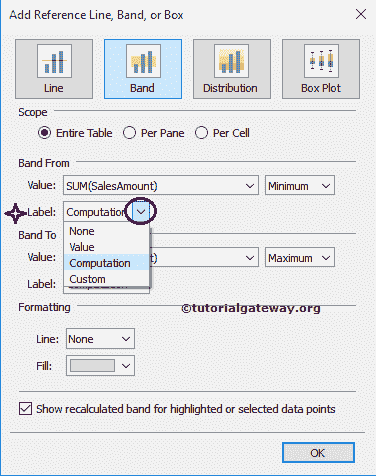 Add Reference Line, Band, or Box
Line Band Distribution Box Plot
Scope
Entire Table Per Pane Per Cell
Band From
Value: SUM(SalesAmount) Minimum
Label: Computation
None
Value
Computation
Custom
Band To
Value: Maximum
Label:
©tutorialgateway.org
Formatting
Line: None
Fill:
Show recalculated band for highlighted or selected data points
OK